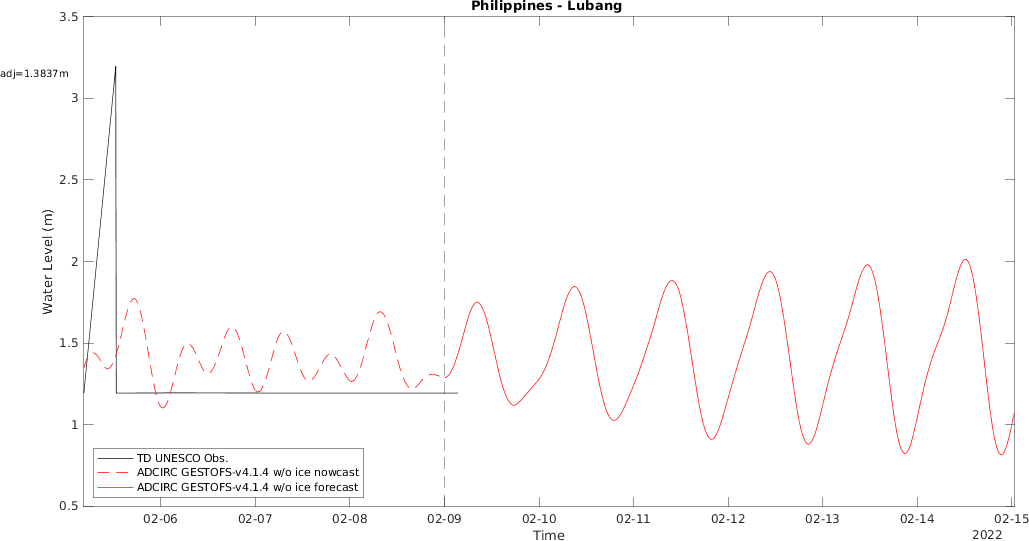 Philippines - Lubang
adj=1.3837m
3.5
3
2.5
2
1.5
1
0.5
Water Level (m)
TD UNESCO Obs.
ADCIRC GESTOFS-v4.1.4 w/o ice nowcast
ADCIRC GESTOFS-v4.1.4 w/o ice forecast
02-06 02-07 02-08 02-09 02-10 02-11 02-12 02-13 02-14 02-15
Time
2022